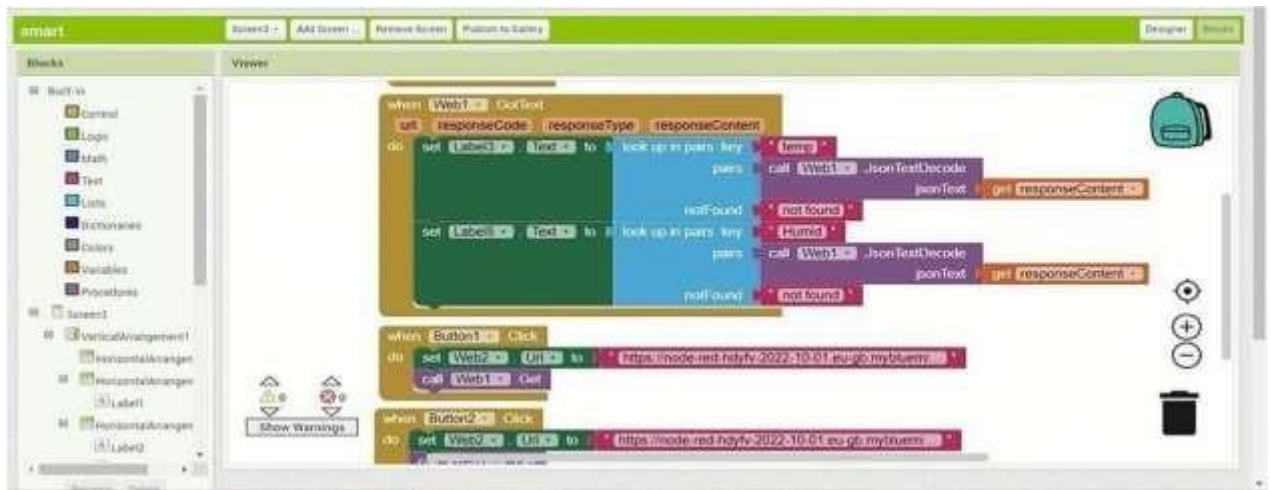 smart Screen3 Add Screen ... Remove Screen Publish to Gallery Designer Blocks
Blocks Viewer
Built-in
Control
Logic
Math
Text
Lists
Dictionaries
Colors
Variables
Procedures
Screen3
VerticalArrangement1
HorizontalArrangen
HorizontalArrangen
Label1
HorizontalArrangen
Label2
when Web1 GotText
url responseCode responseType responseContent
do set Label3 Text to look up in pairs key "temp"
pairs call Web1 JsonTextDecode
jsonText get responseContent
notFound "not found"
set Text to look up in pairs key "Humid"
pairs call Web1 JsonTextDecode
jsonText get responseContent
notFound "not found"
when Button1 Click
do set Web2 Url to "https://node-red-hdyfv-2022-10-01.eu-gb.mybluemi..."
call Web1 Get
when Button2 Click
do set Web2 Url to "https://node-red-hdyfv-2022-10-01.eu-gb.mybluemi..."
0 0
Show Warnings